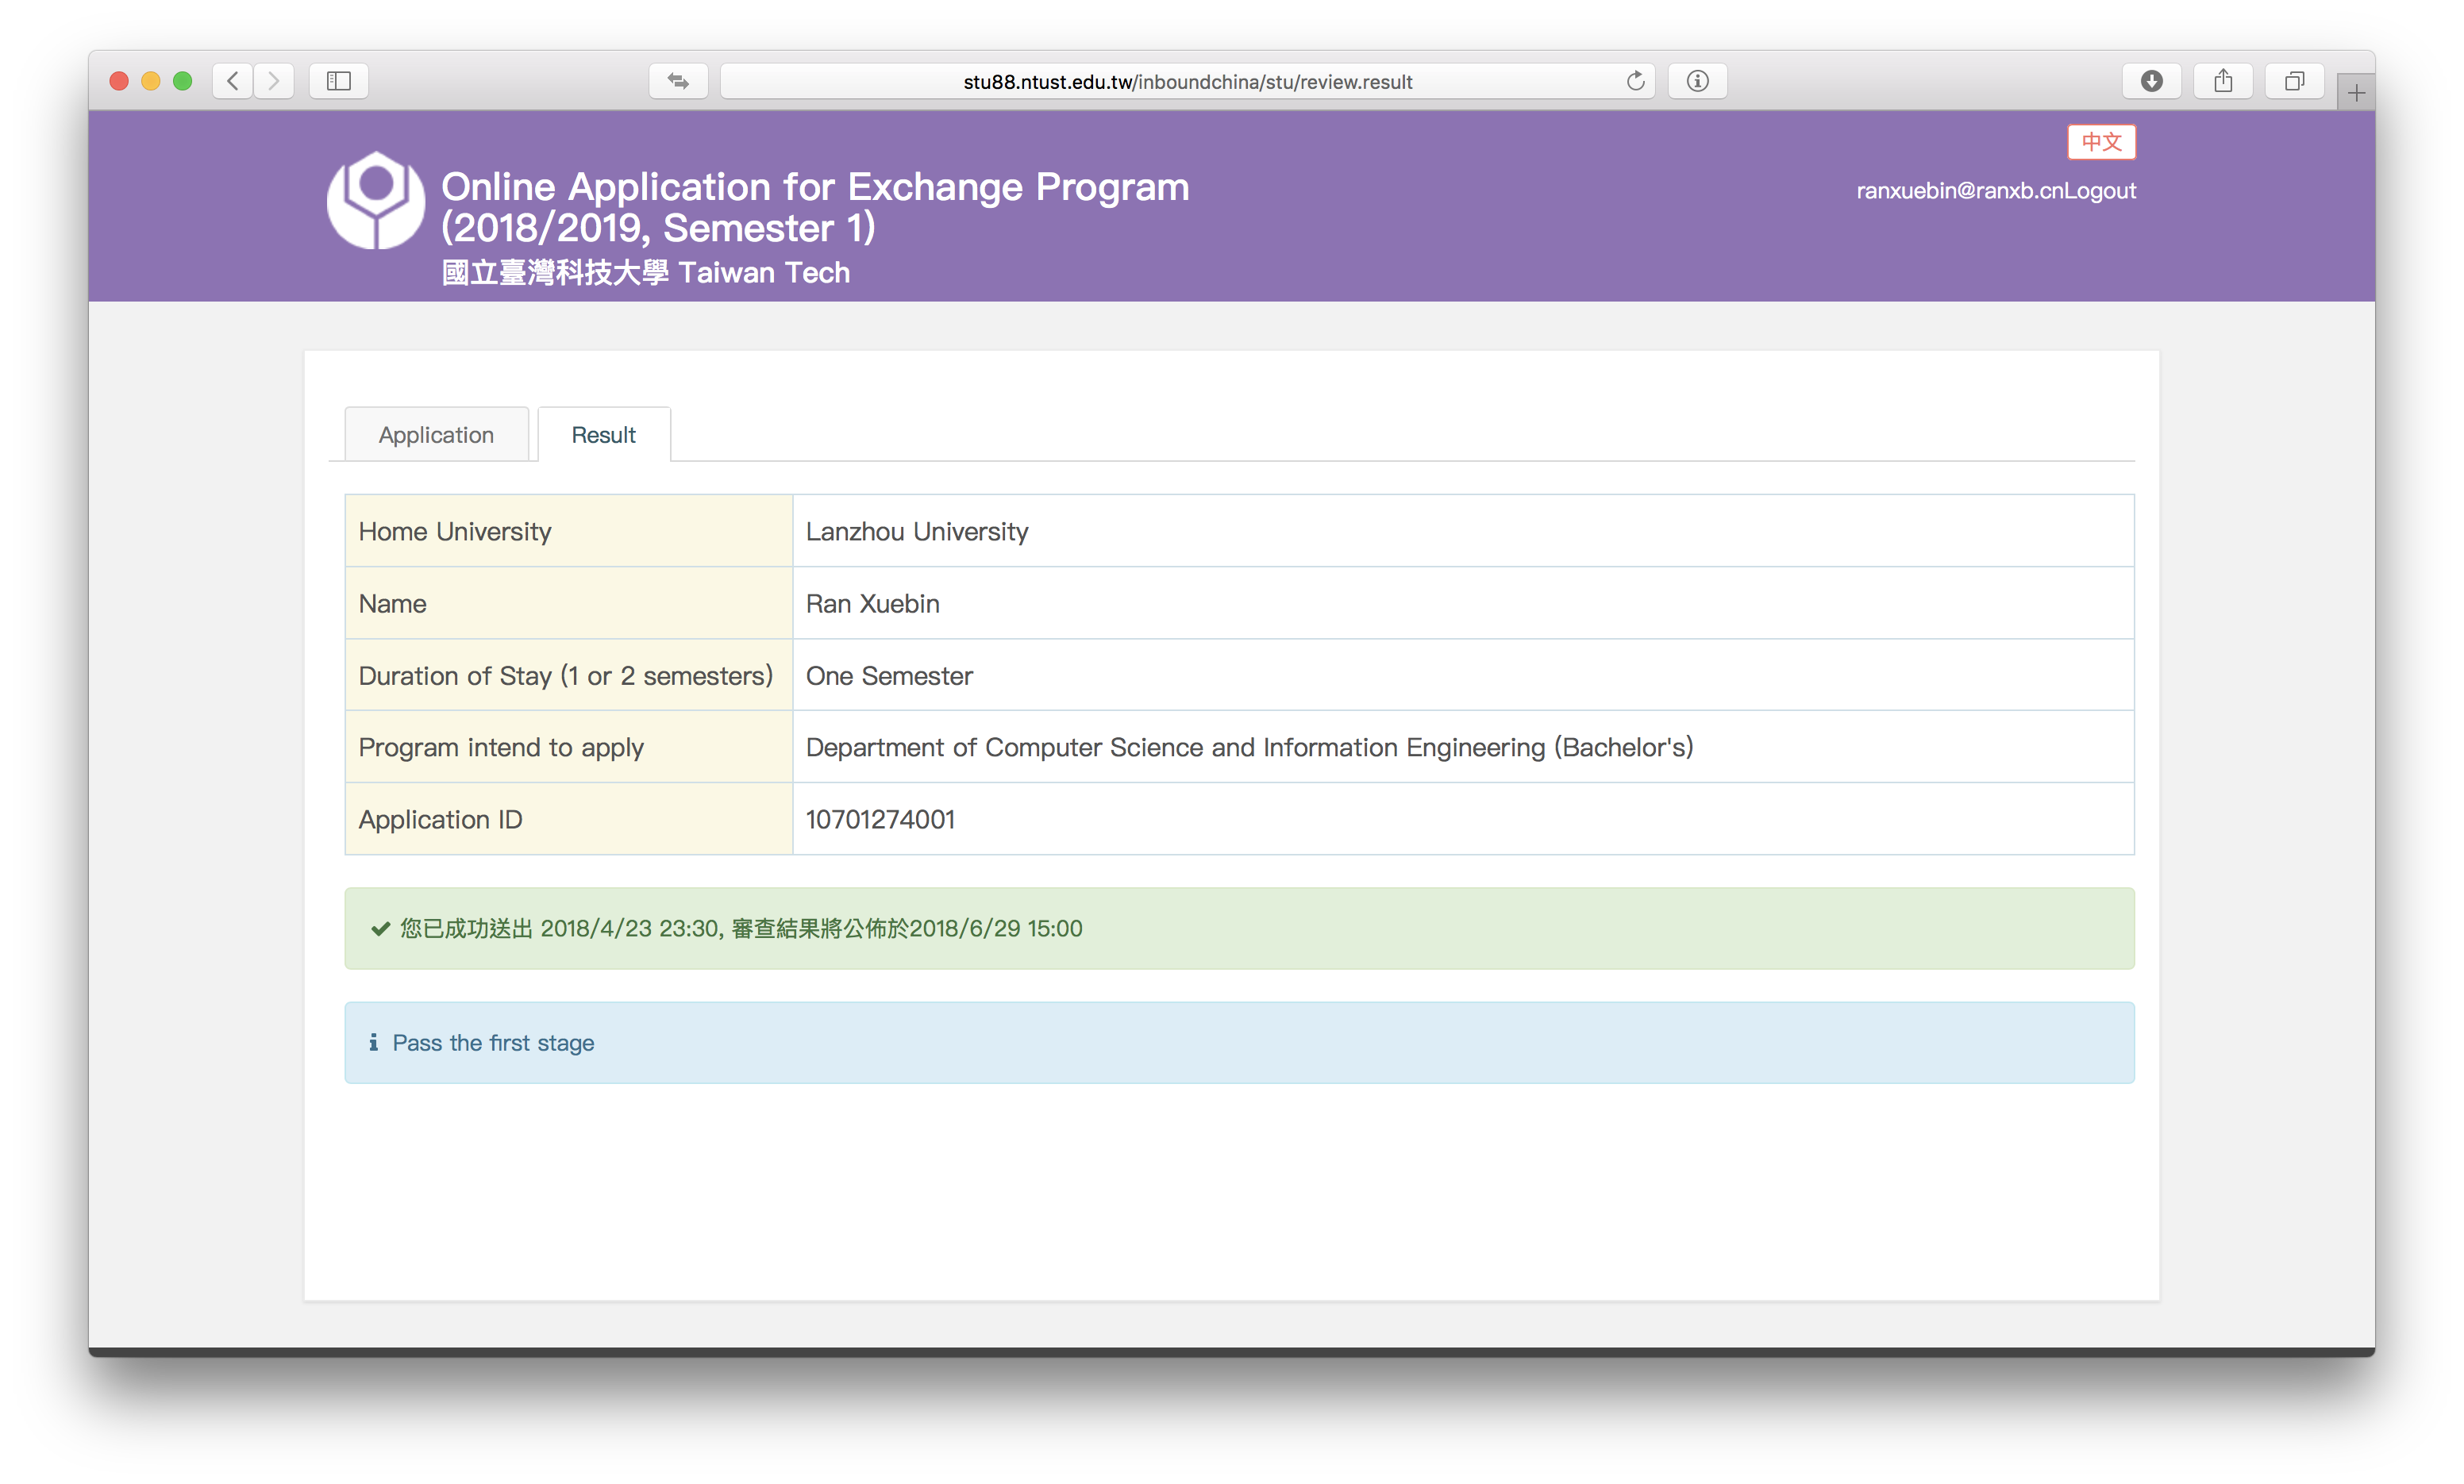 stu88.ntust.edu.tw/inboundchina/stu/review.result
中文
ranxuebin@ranxb.cnLogout
Online Application for Exchange Program
(2018/2019, Semester 1)
國立臺灣科技大學 Taiwan Tech
Application
Result
Home University
Lanzhou University
Name
Ran Xuebin
Duration of Stay (1 or 2 semesters)
One Semester
Program intend to apply
Department of Computer Science and Information Engineering (Bachelor's)
Application ID
10701274001
您已成功送出 2018/4/23 23:30, 審查結果將公佈於2018/6/29 15:00
Pass the first stage